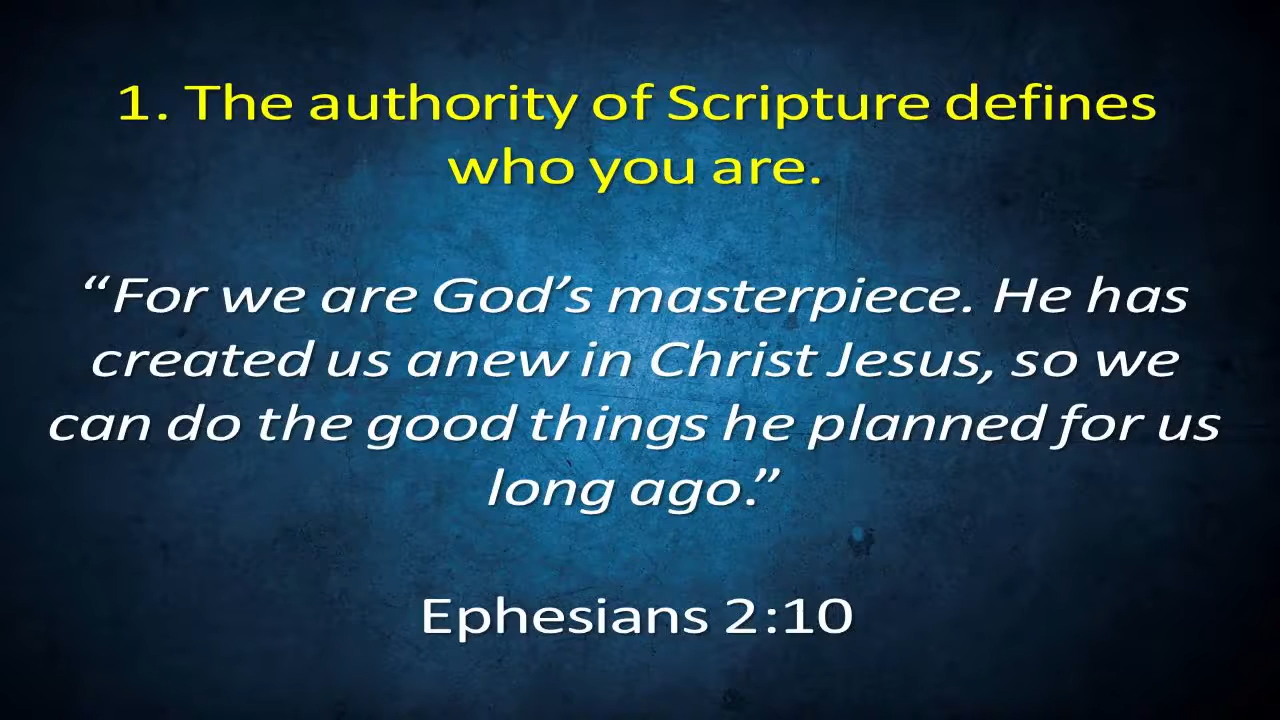 1. The authority of Scripture defines
who you are.
“For we are God’s masterpiece. He has
created us anew in Christ Jesus, so we
can do the good things he planned for us
long ago.”
Ephesians 2:10